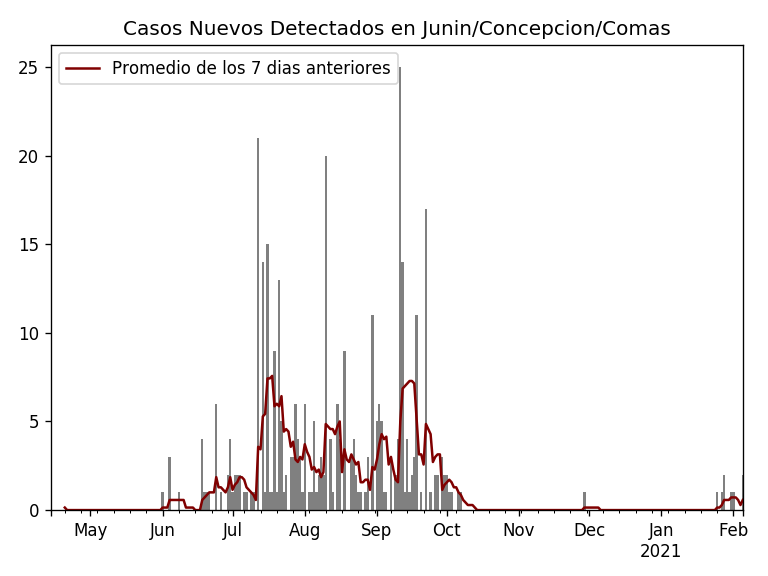 Casos Nuevos Detectados en Junin/Concepcion/Comas
Promedio de los 7 dias anteriores
25
20
15
10
5
0
May Jun Jul Aug Sep Oct Nov Dec Jan Feb
2021